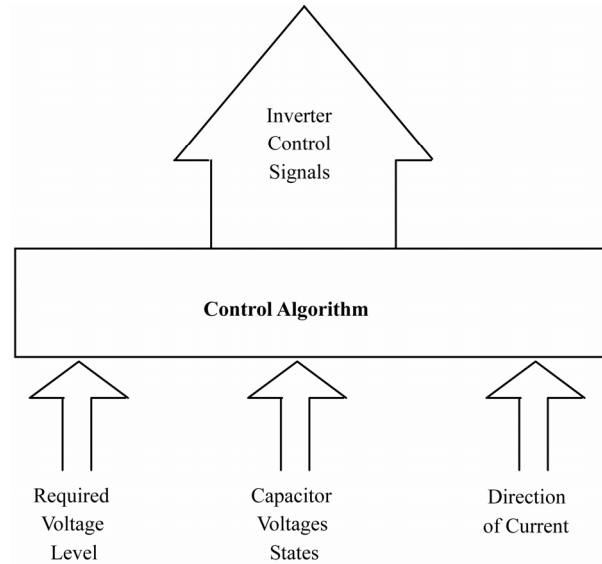 Inverter
Control
Signals
Control Algorithm
Required
Voltage
Level
Capacitor
Voltages
States
Direction
of Current